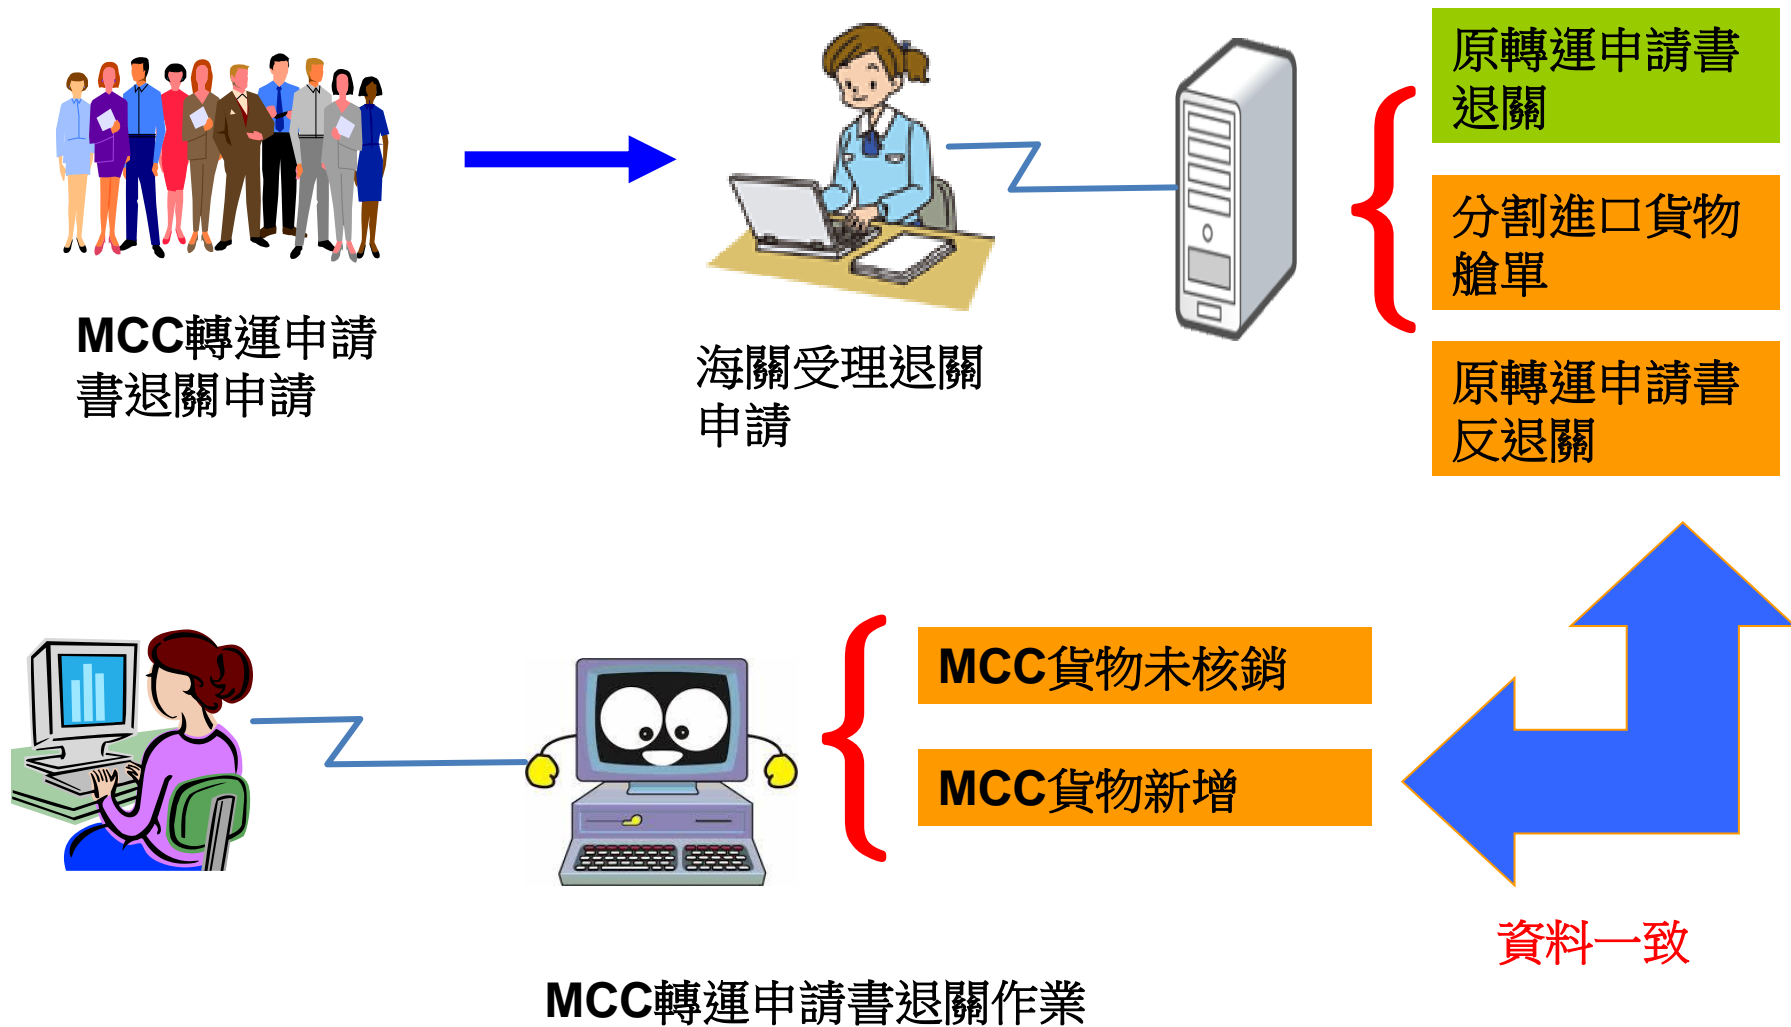 原轉運申請書
退關
分割進口貨物
艙單
原轉運申請書
反退關
MCC轉運申請
書退關申請
海關受理退關
申請
MCC貨物未核銷
MCC貨物新增
資料一致
MCC轉運申請書退關作業